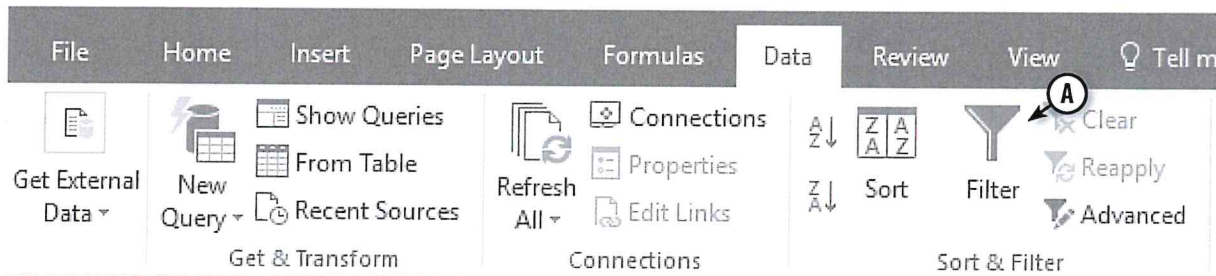 File Home Insert Page Layout Formulas Data Review View Tell m
A
Get External Data
New Query
Show Queries
From Table
Recent Sources
Get & Transform
Refresh All
Connections
Properties
Edit Links
Connections
A Z
Z A
Z A A Z
Sort
Filter
Clear
Reapply
Advanced
Sort & Filter